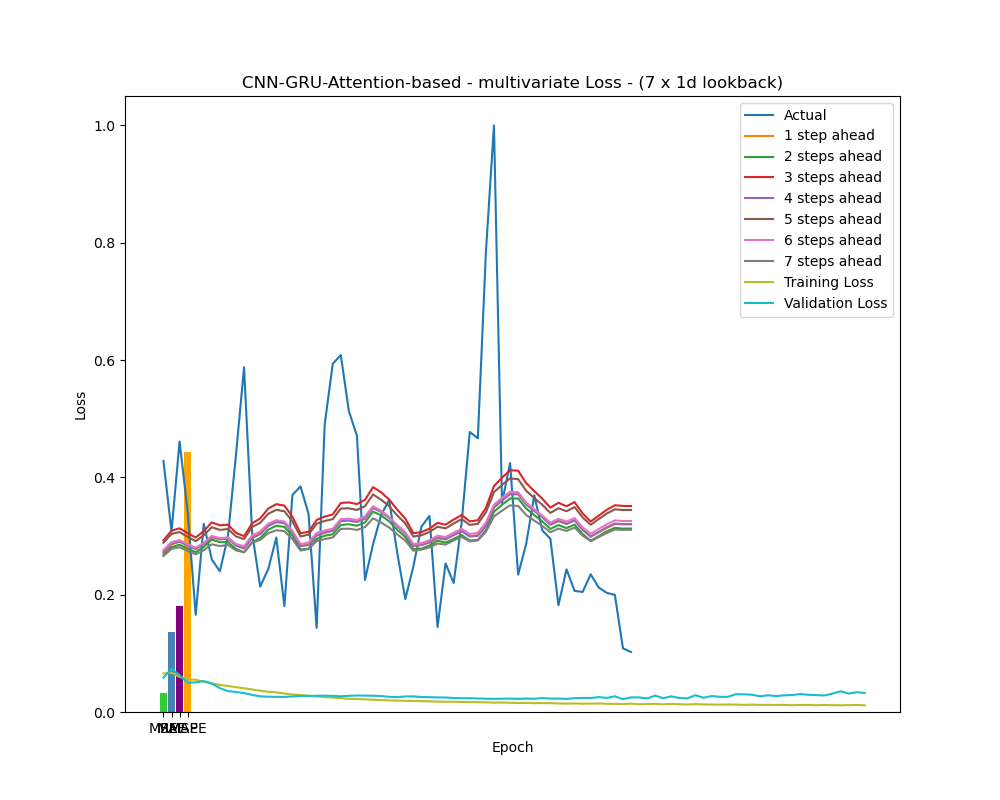 CNN-GRU-Attention-based - multivariate Loss - (7 x 1d lookback)
Loss
1.0
0.8
0.6
0.4
0.2
0.0
Actual
1 step ahead
2 steps ahead
3 steps ahead
4 steps ahead
5 steps ahead
6 steps ahead
7 steps ahead
Training Loss
Validation Loss
Epoch